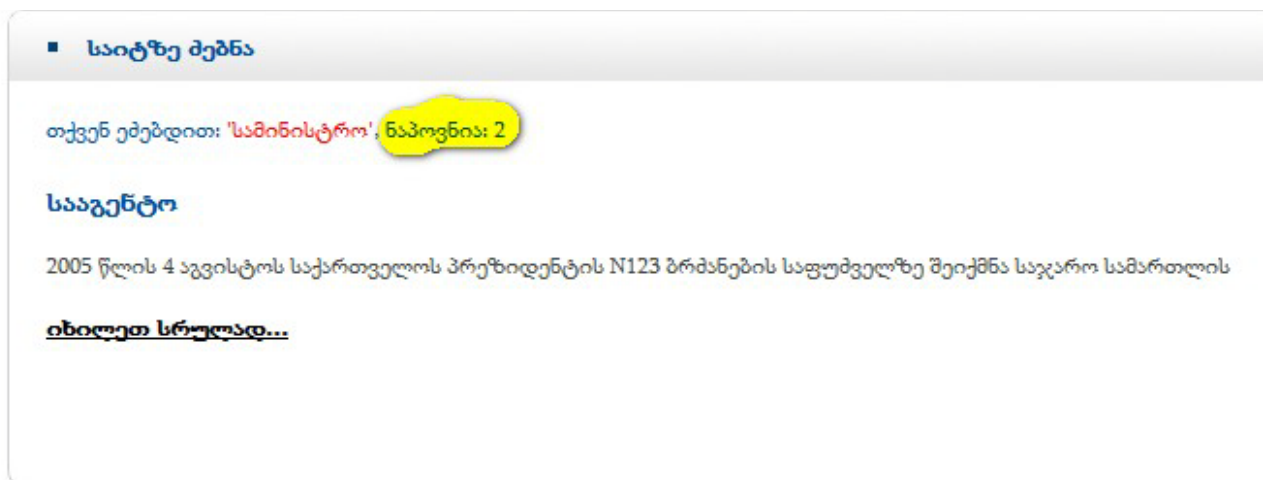 საიტზე ძებნა
თქვენ ეძებდით: 'სამინისტრო', ნაპოვნია: 2
სააგენტო
2005 წლის 4 აგვისტოს საქართველოს პრეზიდენტის N123 ბრძანების საფუძველზე შეიქმნა საჯარო სამართლის
იხილეთ სრულად...